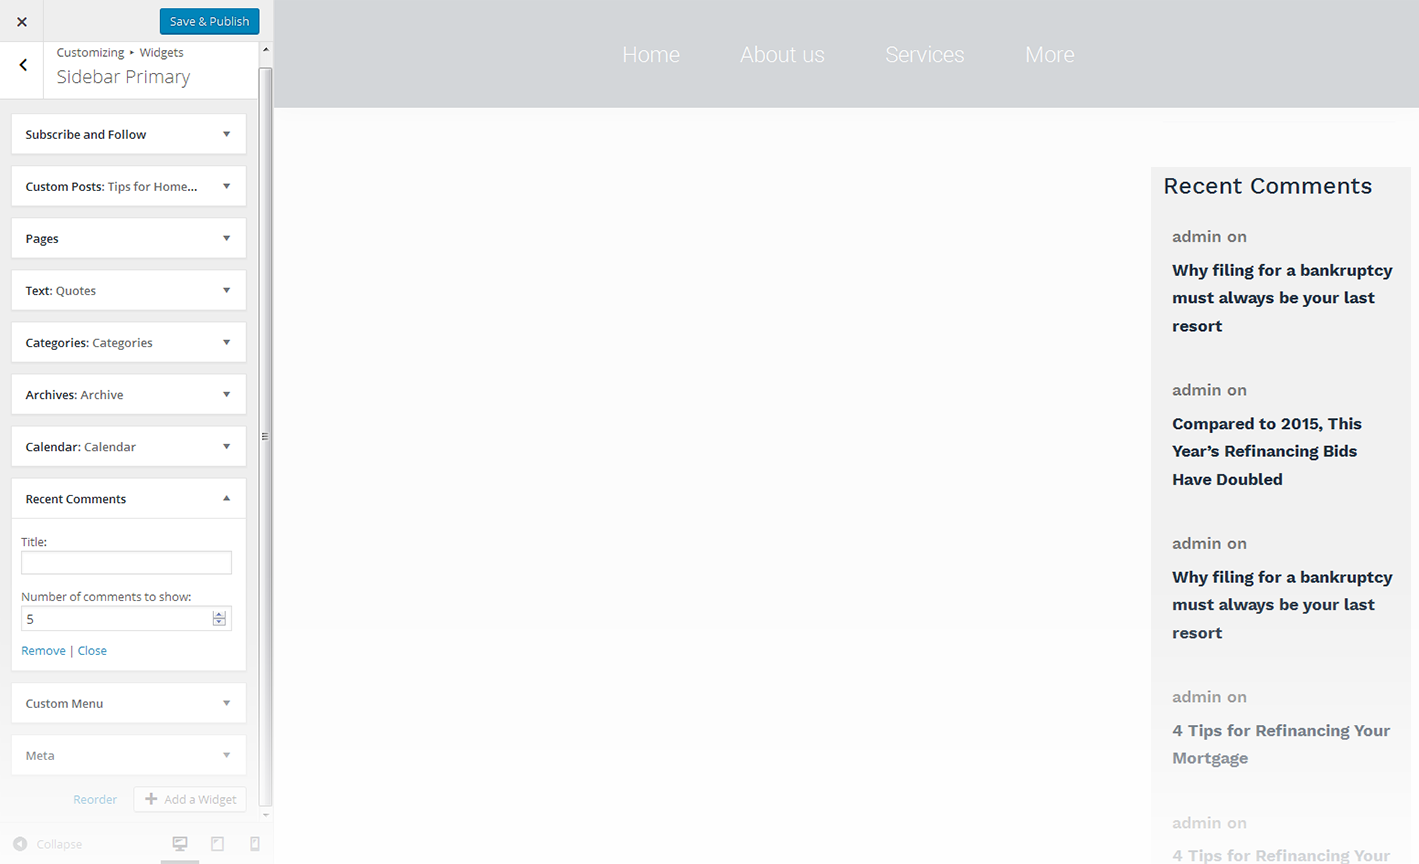 Save & Publish
Customizing ▸ Widgets
Sidebar Primary
Subscribe and Follow
Custom Posts: Tips for Home...
Pages
Text: Quotes
Categories: Categories
Archives: Archive
Calendar: Calendar
Recent Comments
Title:
Number of comments to show:
5
Remove | Close
Custom Menu
Meta
Reorder
Add a Widget
Collapse
Home About us Services More
Recent Comments
admin on
Why filing for a bankruptcy
must always be your last
resort
admin on
Compared to 2015, This
Year’s Refinancing Bids
Have Doubled
admin on
Why filing for a bankruptcy
must always be your last
resort
admin on
4 Tips for Refinancing Your
Mortgage
admin on
4 Tips for Refinancing Your